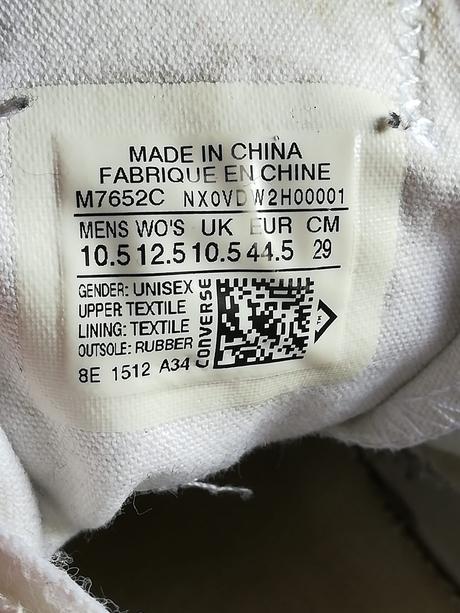 MADE IN CHINA
FABRIQUE EN CHINE
M7652C NX0VDW2H00001
MENS WO'S UK EUR CM
10.5 12.5 10.5 44.5 29
GENDER: UNISEX
UPPER: TEXTILE
LINING: TEXTILE
OUTSOLE: RUBBER
8E 1512 A34
CONVERSE